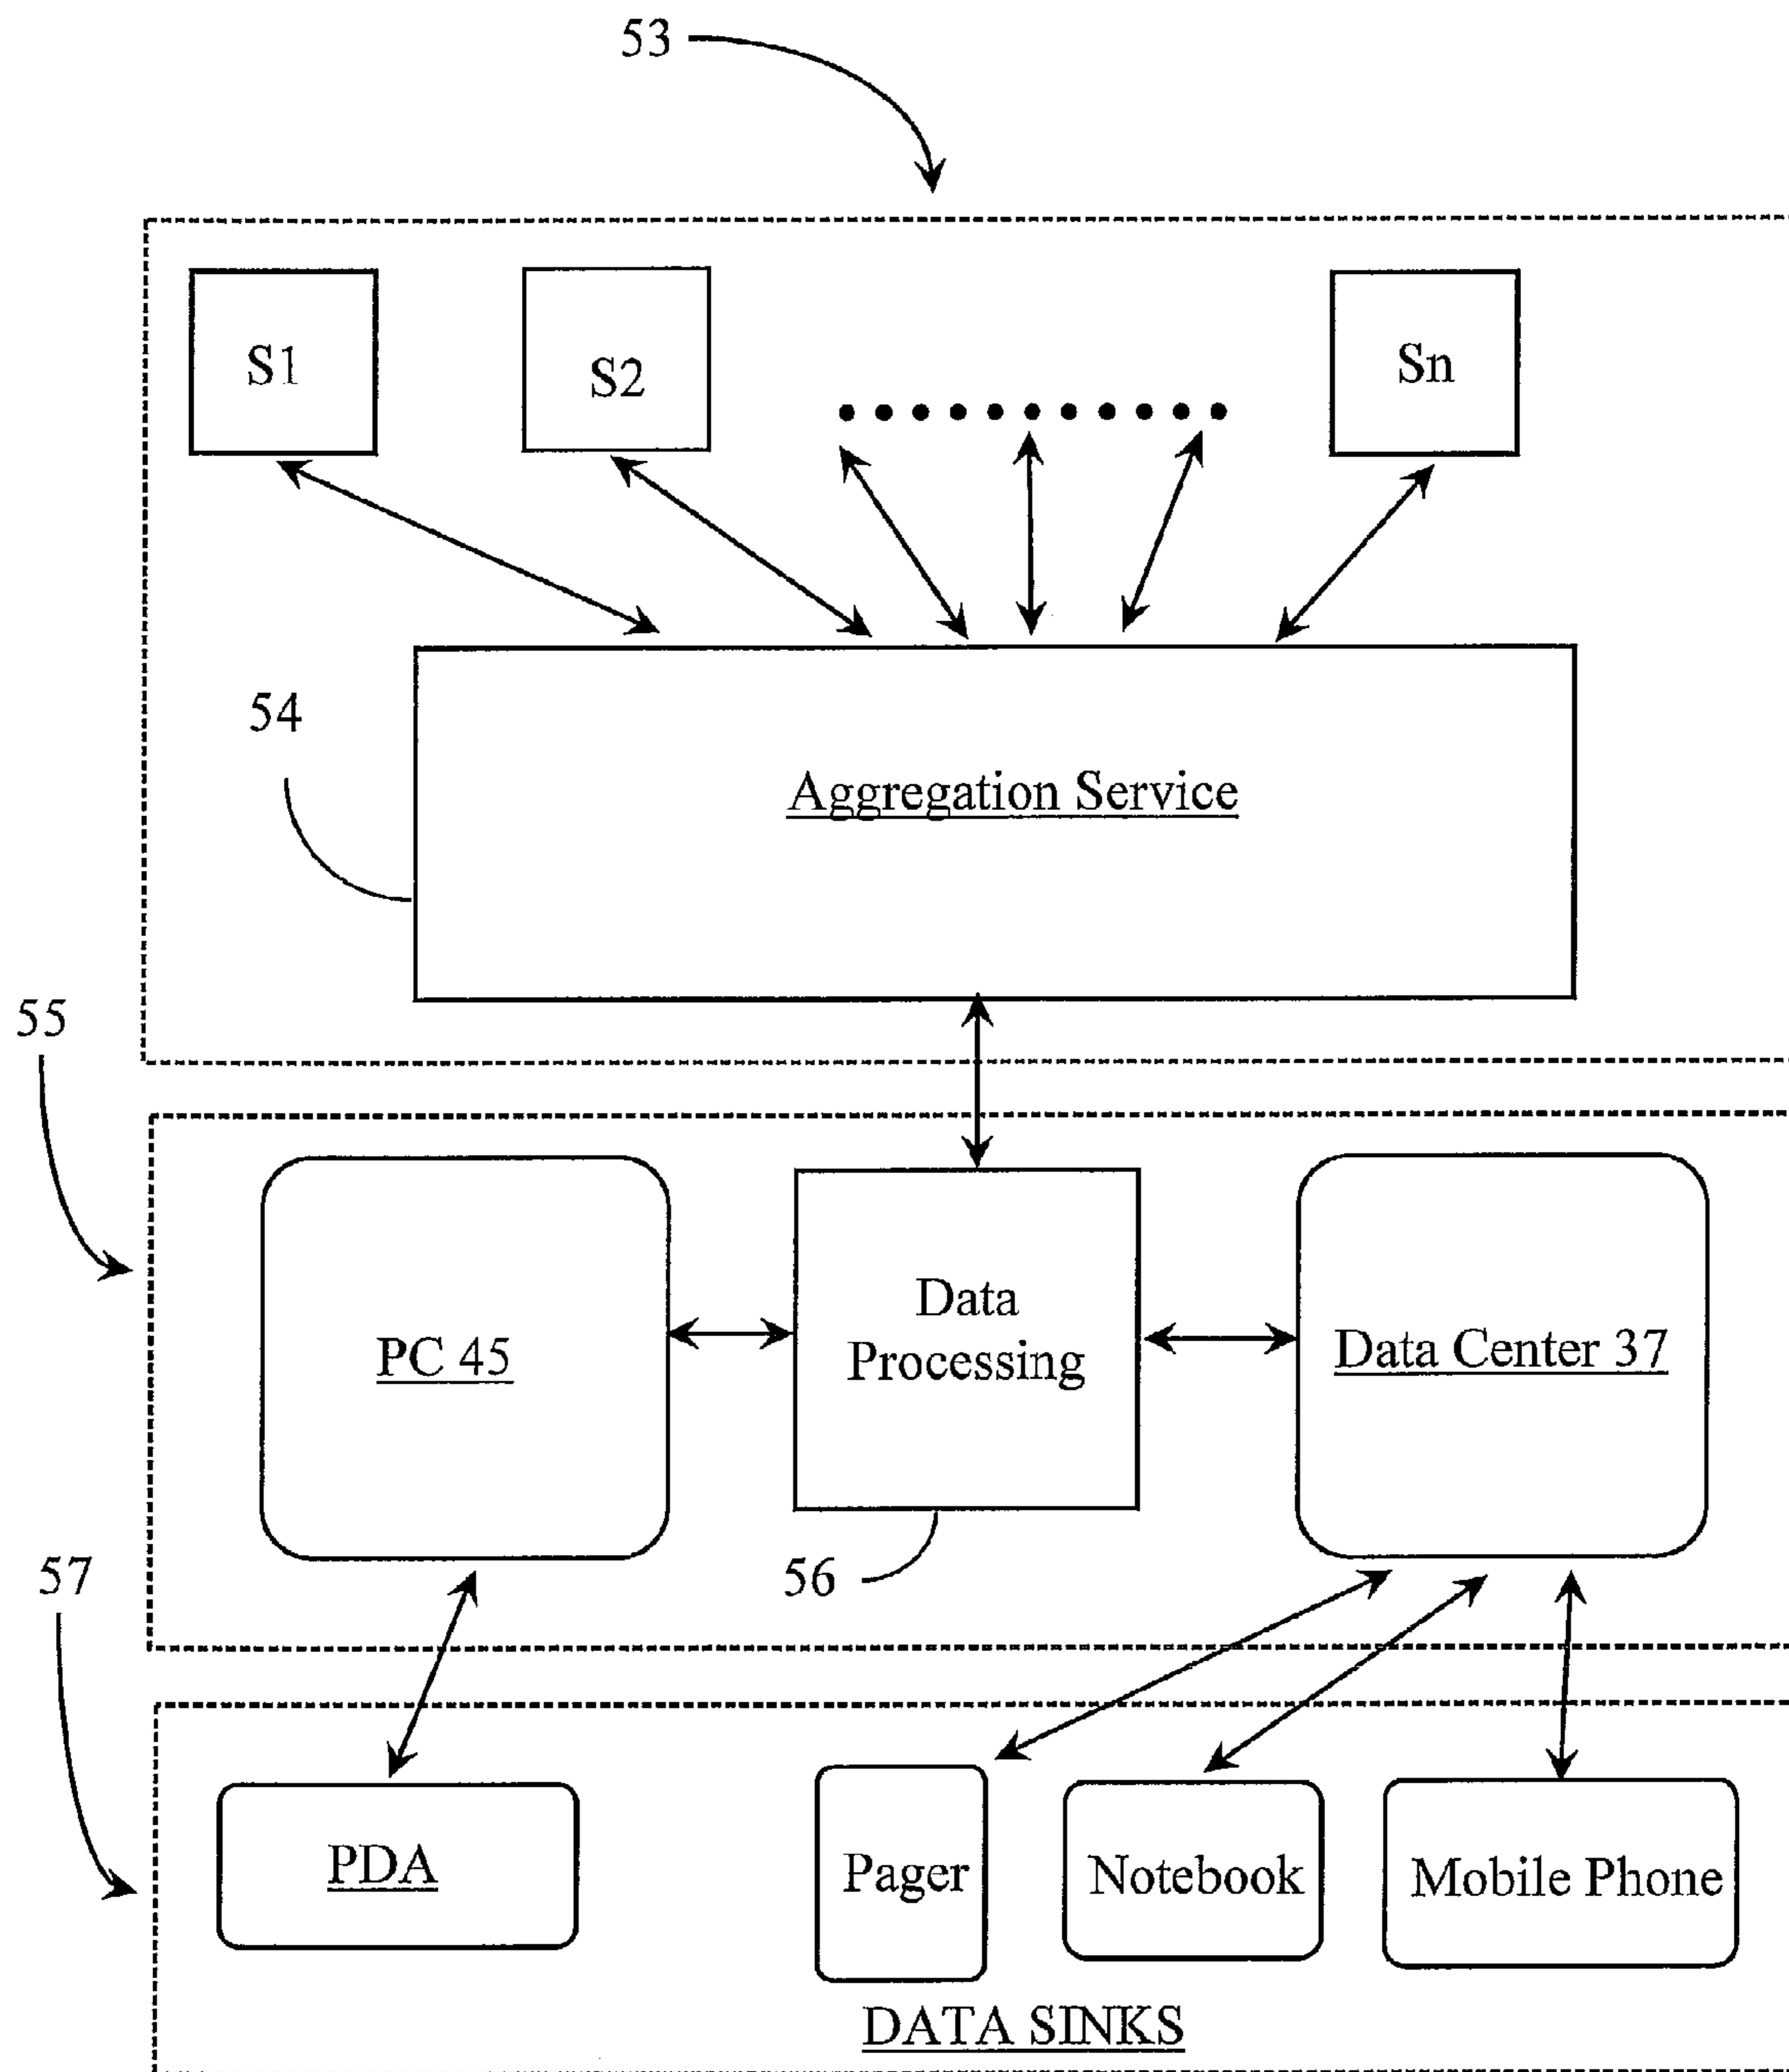 53
S1
S2
Sn
54
Aggregation Service
55
PC 45
Data
Processing
Data Center 37
57
56
PDA
Pager
Notebook
Mobile Phone
DATA SINKS